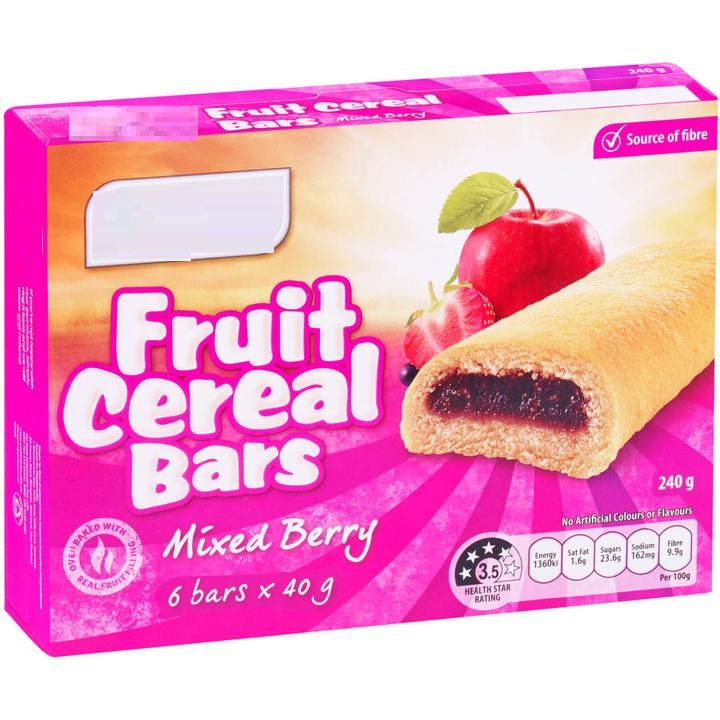 Fruit Cereal
Bars Mixed Berry
240 g
Source of fibre
Fruit
Cereal
Bars
Mixed Berry
6 bars x 40 g
OVEN BAKED WITH
REAL FRUIT FILLING
240 g
No Artificial Colours or Flavours
3.5
HEALTH STAR
RATING
Energy
1360kJ
Sat Fat
1.6g
Sugars
23.6g
Sodium
162mg
Fibre
9.9g
Per 100g